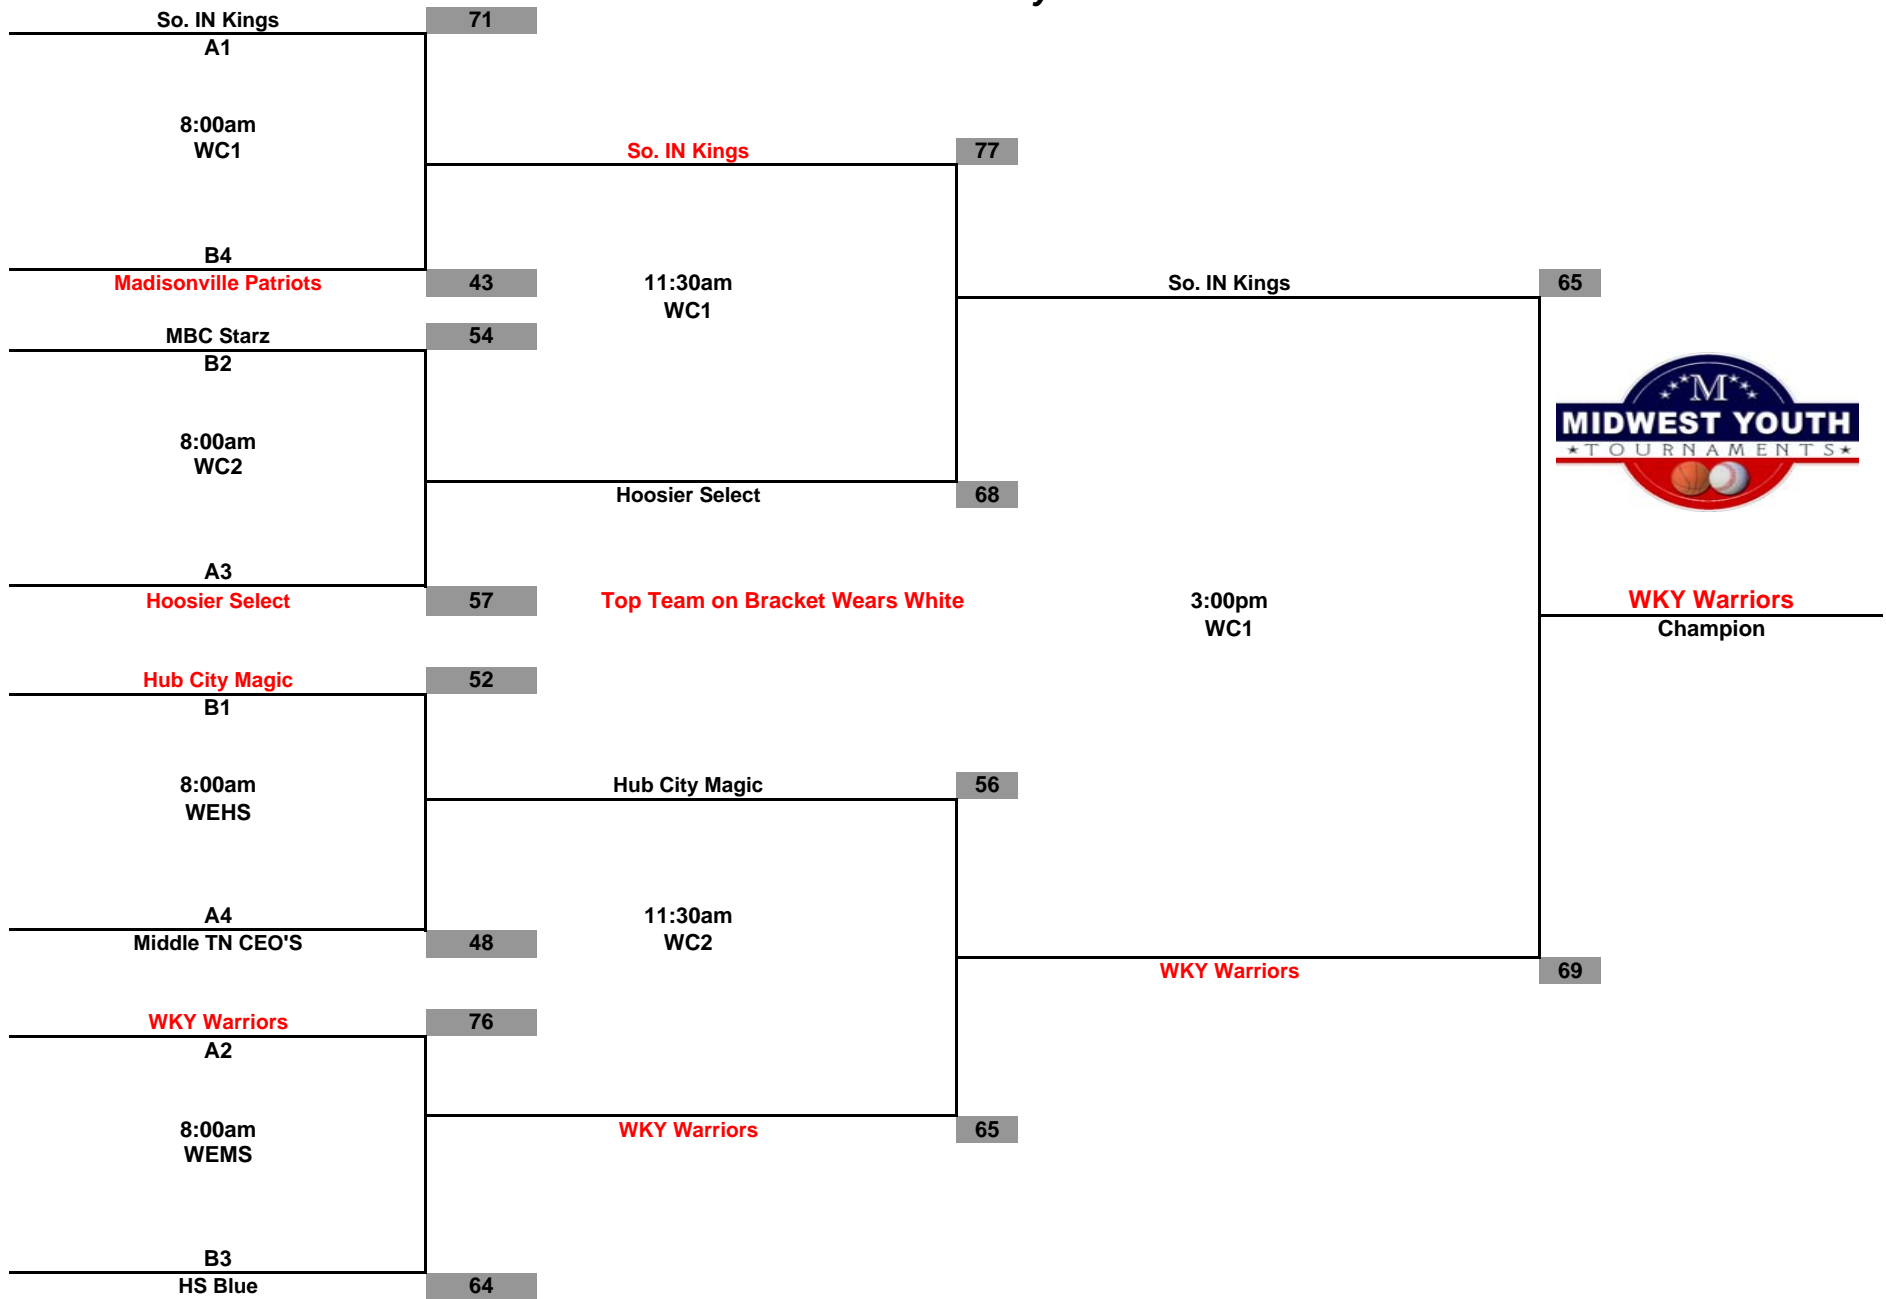 So. IN Kings 71
A1
8:00am
WC1
So. IN Kings 77
B4
Madisonville Patriots 43 11:30am So. IN Kings 65
WC1
MBC Starz 54
B2
M
MIDWEST YOUTH
8:00am
TOURNAMENTS
WC2
Hoosier Select 68
A3
Hoosier Select 57 Top Team on Bracket Wears White 3:00pm WKY Warriors
WC1 Champion
Hub City Magic 52
B1
8:00am Hub City Magic 56
WEHS
A4 11:30am
Middle TN CEO'S 48 WC2
WKY Warriors 69
WKY Warriors 76
A2
8:00am WKY Warriors 65
WEMS
B3
HS Blue 64